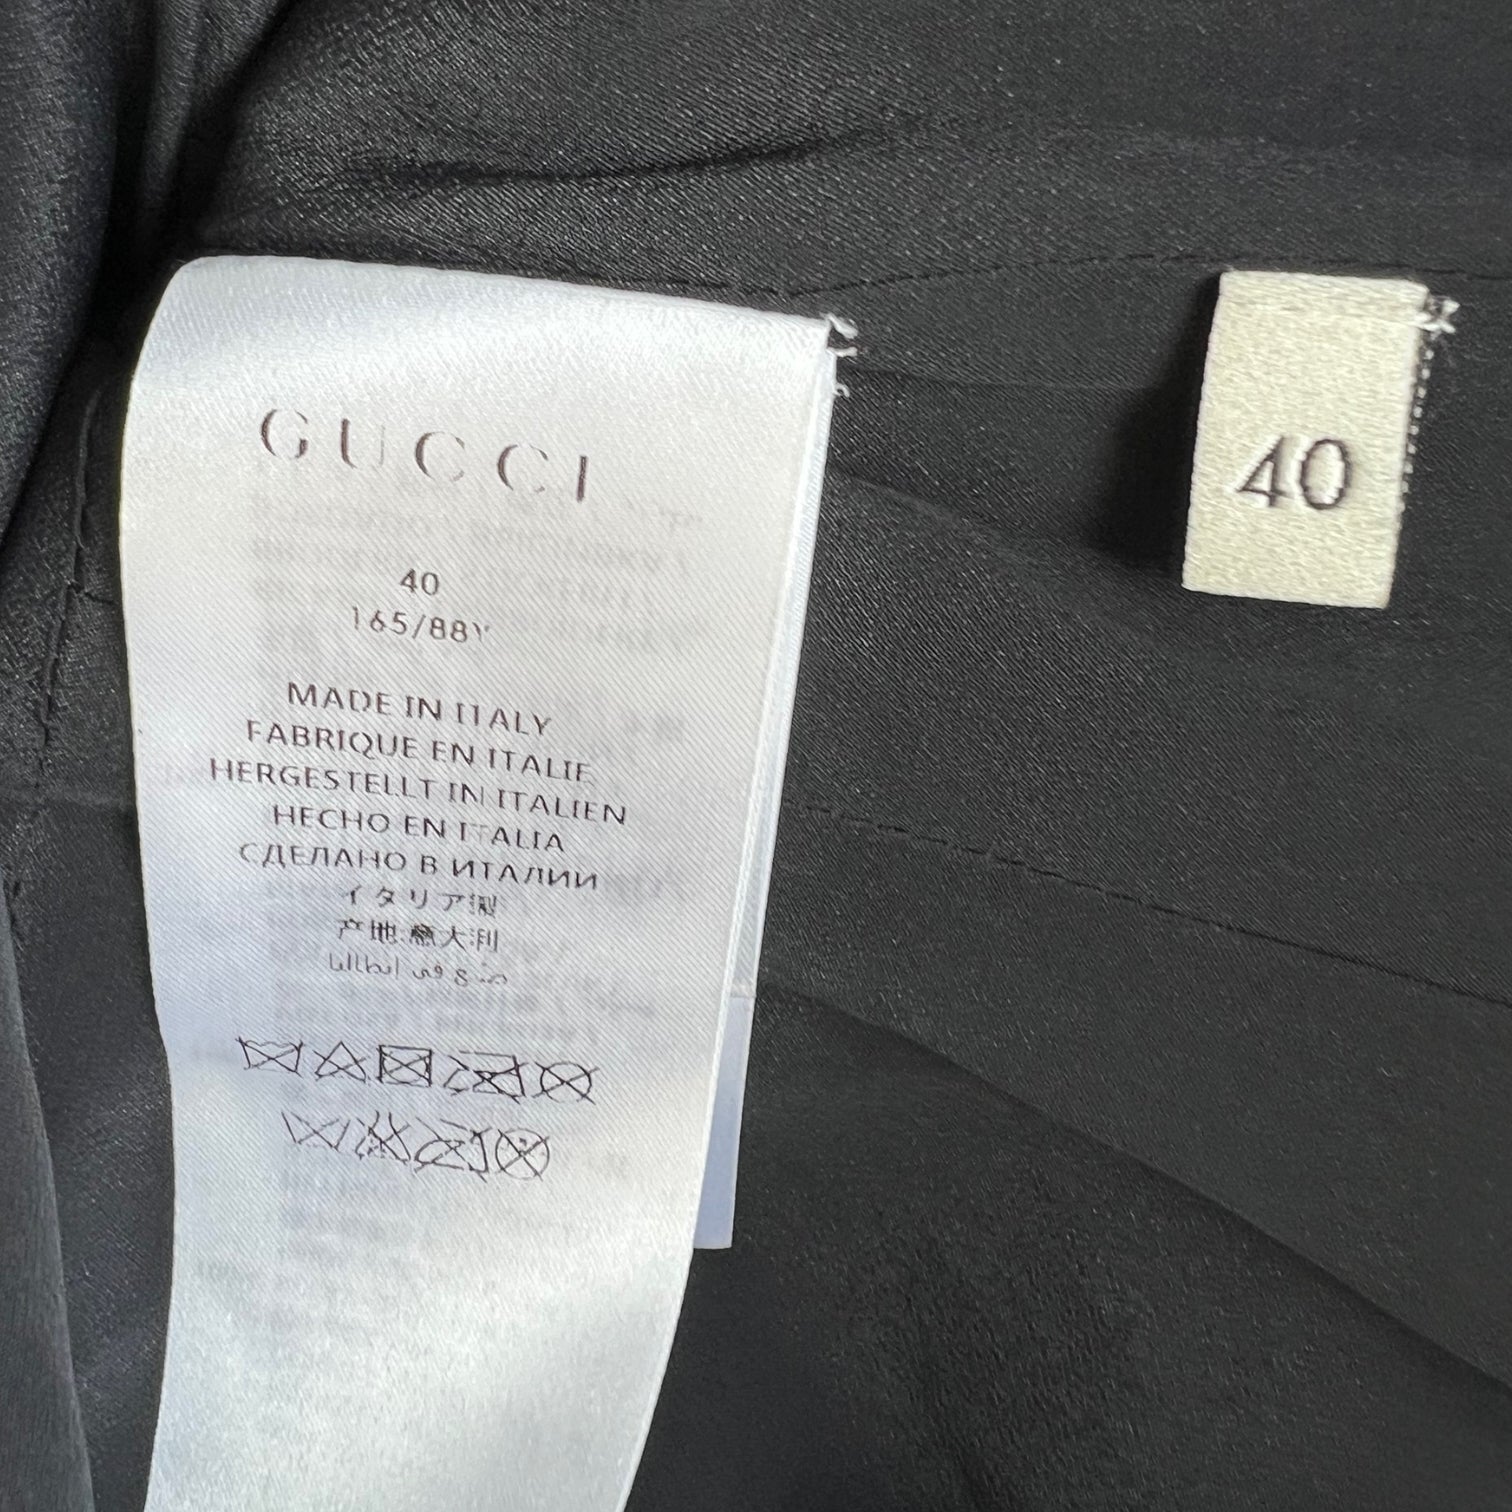 GUCCI
40
165/88Y
MADE IN ITALY
FABRIQUE EN ITALIE
HERGESTELLT IN ITALIEN
HECHO EN ITALIA
СДЕЛАНО В ИТАЛИИ
イタリア製
产地:意大利
صنع في ايطاليا
40